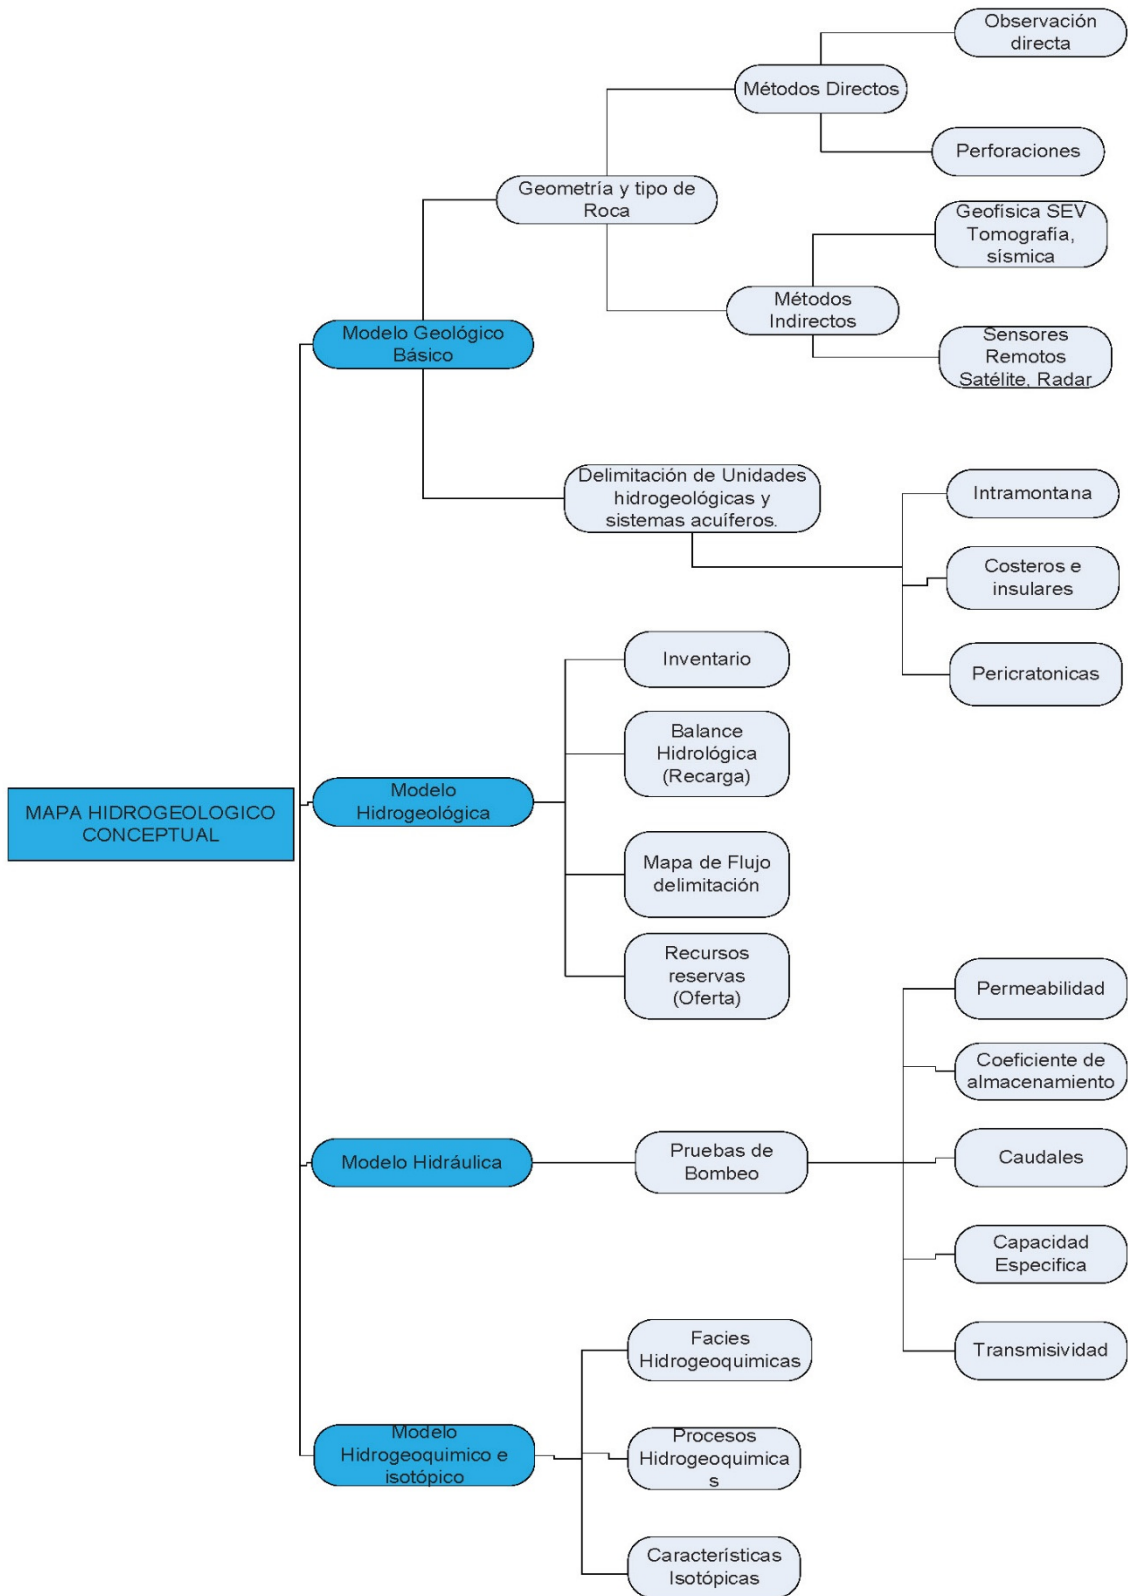 Observación
directa
Métodos Directos
Perforaciones
Geometría y tipo de
Roca
Geofísica SEV
Tomografía,
sísmica
Métodos
Indirectos
Modelo Geológico
Básico
Sensores
Remotos
Satélite, Radar
Delimitación de Unidades
hidrogeológicas y
sistemas acuíferos.
Intramontana
Costeros e
insulares
Pericratonicas
Inventario
Balance
Hidrológica
(Recarga)
MAPA HIDROGEOLOGICO
CONCEPTUAL
Modelo
Hidrogeológica
Mapa de Flujo
delimitación
Recursos
reservas
(Oferta)
Permeabilidad
Coeficiente de
almacenamiento
Modelo Hidráulica
Pruebas de
Bombeo
Caudales
Capacidad
Especifica
Transmisividad
Facies
Hidrogeoquimicas
Modelo
Hidrogeoquimico e
isotópico
Procesos
Hidrogeoquimica
s
Características
Isotópicas